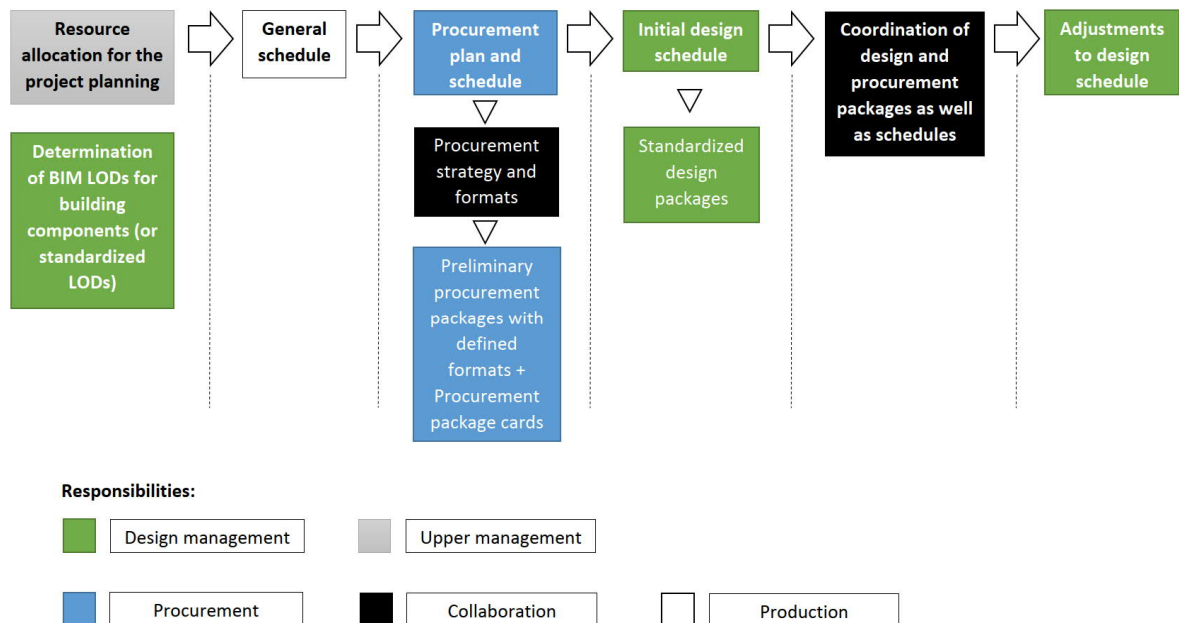 Resource
allocation for the
project planning
General
schedule
Procurement
plan and
schedule
Initial design
schedule
Coordination of
design and
procurement
packages as well
as schedules
Adjustments
to design
schedule
Determination
of BIM LODs for
building
components (or
standardized
LODs)
Procurement
strategy and
formats
Standardized
design
packages
Preliminary
procurement
packages with
defined
formats +
Procurement
package cards
Responsibilities:
Design management
Upper management
Procurement
Collaboration
Production